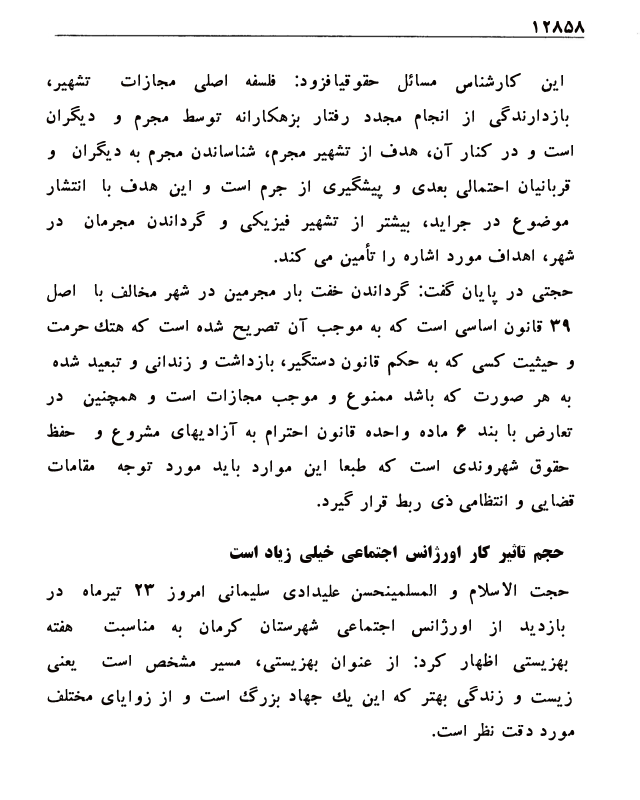 ۱۲۸۵۸
این کارشناس مسائل حقوقیافزود: فلسفه اصلی مجازات تشهیر،
بازدارندگی از انجام مجدد رفتار بزهکارانه توسط مجرم و دیگران
است و در کنار آن، هدف از تشهیر مجرم، شناساندن مجرم به دیگران و
قربانیان احتمالی بعدی و پیشگیری از جرم است و این هدف با انتشار
موضوع در جراید، بیشتر از تشهیر فیزیکی و گرداندن مجرمان در
شهر، اهداف مورد اشاره را تأمین می کند.
حجتی در پایان گفت: گرداندن خفت بار مجرمین در شهر مخالف با اصل
۳۹ قانون اساسی است که به موجب آن تصریح شده است که هتك حرمت
و حیثیت کسی که به حکم قانون دستگیر، بازداشت و زندانی و تبعید شده
به هر صورت که باشد ممنوع و موجب مجازات است و همچنین در
تعارض با بند ۶ ماده واحده قانون احترام به آزادیهای مشروع و حفظ
حقوق شهروندی است که طبعا این موارد باید مورد توجه مقامات
قضایی و انتظامی ذی ربط قرار گیرد.
حجم تاثیر کار اورژانس اجتماعی خیلی زیاد است
حجت الاسلام و المسلمینحسن علیدادی سلیمانی امروز ۲۳ تیرماه در
بازدید از اورژانس اجتماعی شهرستان کرمان به مناسبت هفته
بهزیستی اظهار کرد: از عنوان بهزیستی، مسیر مشخص است یعنی
زیست و زندگی بهتر که این یك جهاد بزرگ است و از زوایای مختلف
مورد دقت نظر است.